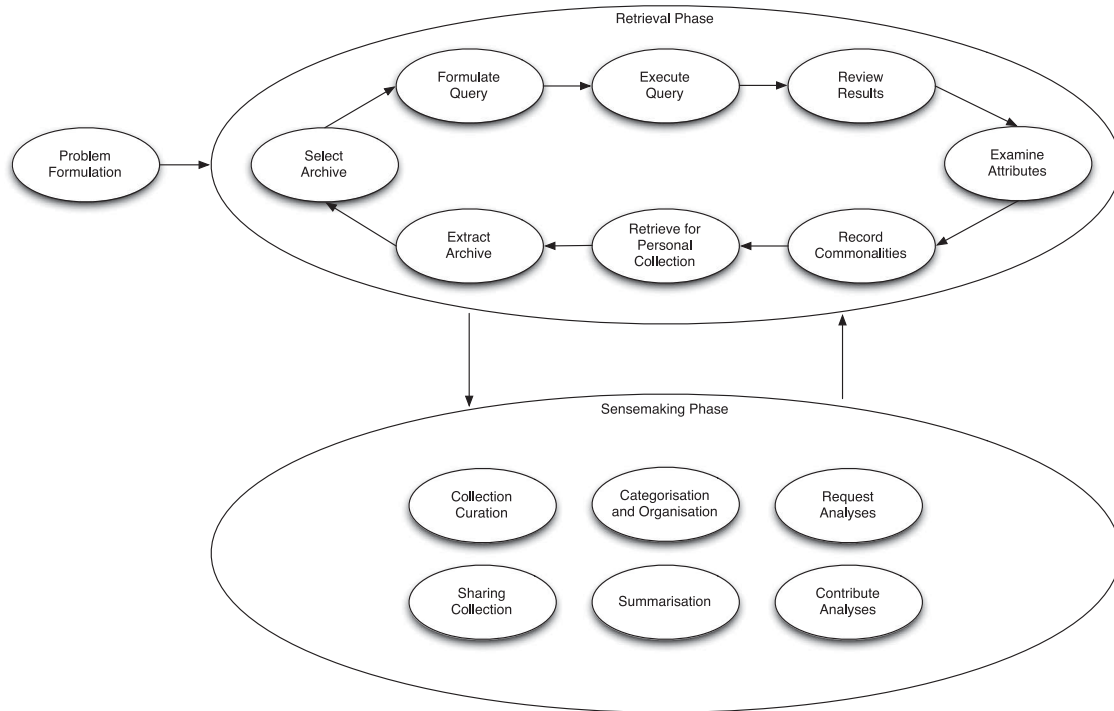 Retrieval Phase
Formulate
Query
Execute
Query
Review
Results
Problem
Formulation
Select
Archive
Examine
Attributes
Extract
Archive
Retrieve for
Personal
Collection
Record
Commonalities
Sensemaking Phase
Collection
Curation
Categorisation
and Organisation
Request
Analyses
Sharing
Collection
Summarisation
Contribute
Analyses